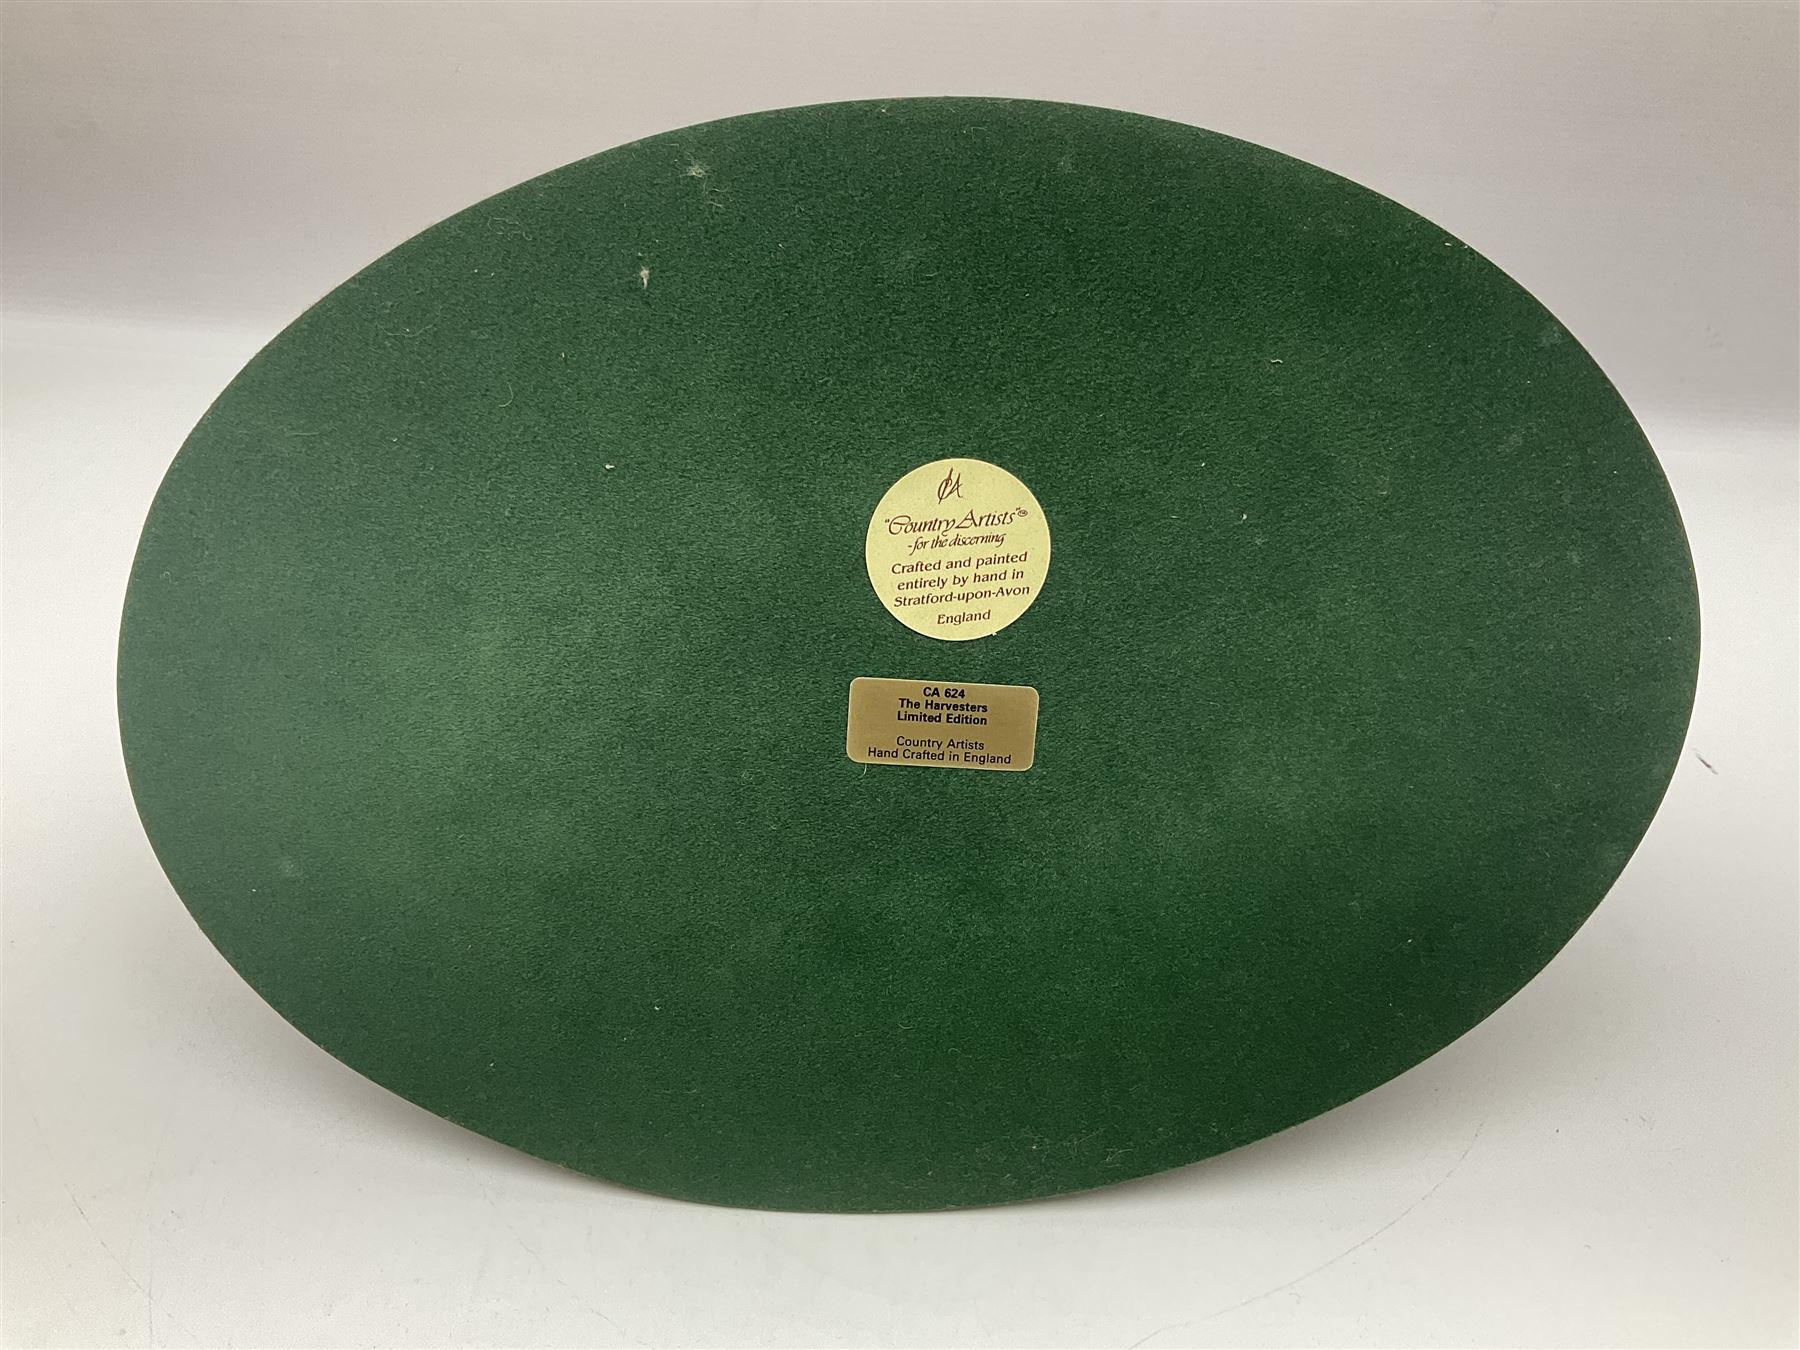 CA
"Country Artists"™
-for the discerning
Crafted and painted
entirely by hand in
Stratford-upon-Avon
England
CA 624
The Harvesters
Limited Edition
Country Artists
Hand Crafted in England